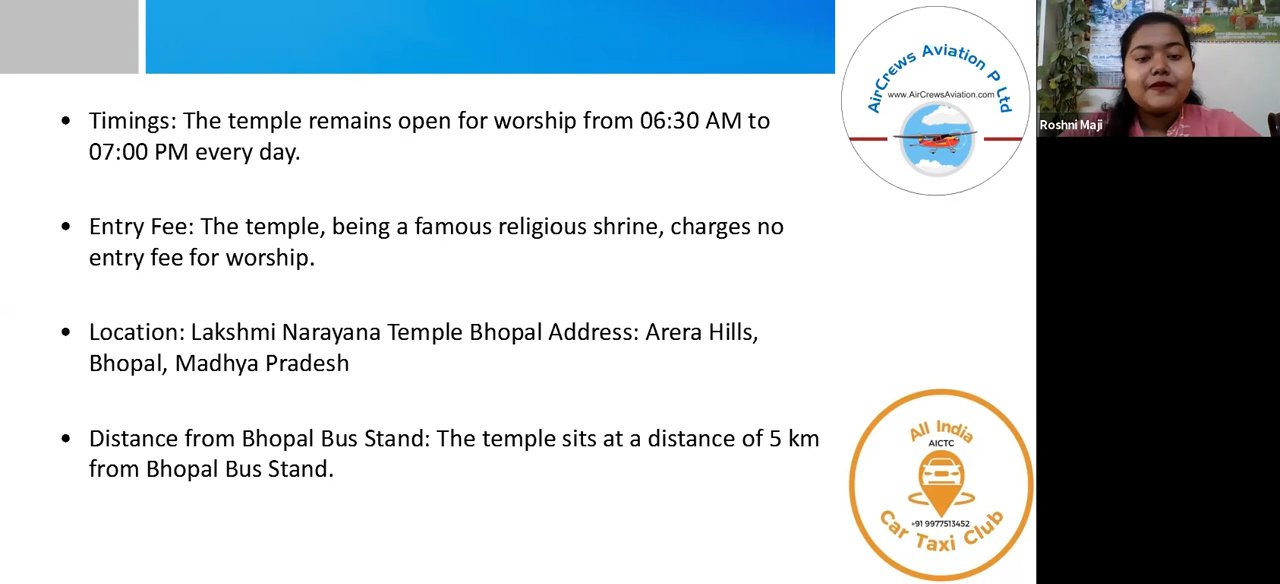 AirCrews Aviation P Ltd
www.AirCrewsAviation.com
Roshni Maji
• Timings: The temple remains open for worship from 06:30 AM to
07:00 PM every day.
• Entry Fee: The temple, being a famous religious shrine, charges no
entry fee for worship.
• Location: Lakshmi Narayana Temple Bhopal Address: Arera Hills,
Bhopal, Madhya Pradesh
• Distance from Bhopal Bus Stand: The temple sits at a distance of 5 km
from Bhopal Bus Stand.
All India
AICTC
+91 9977513452
Car Taxi Club